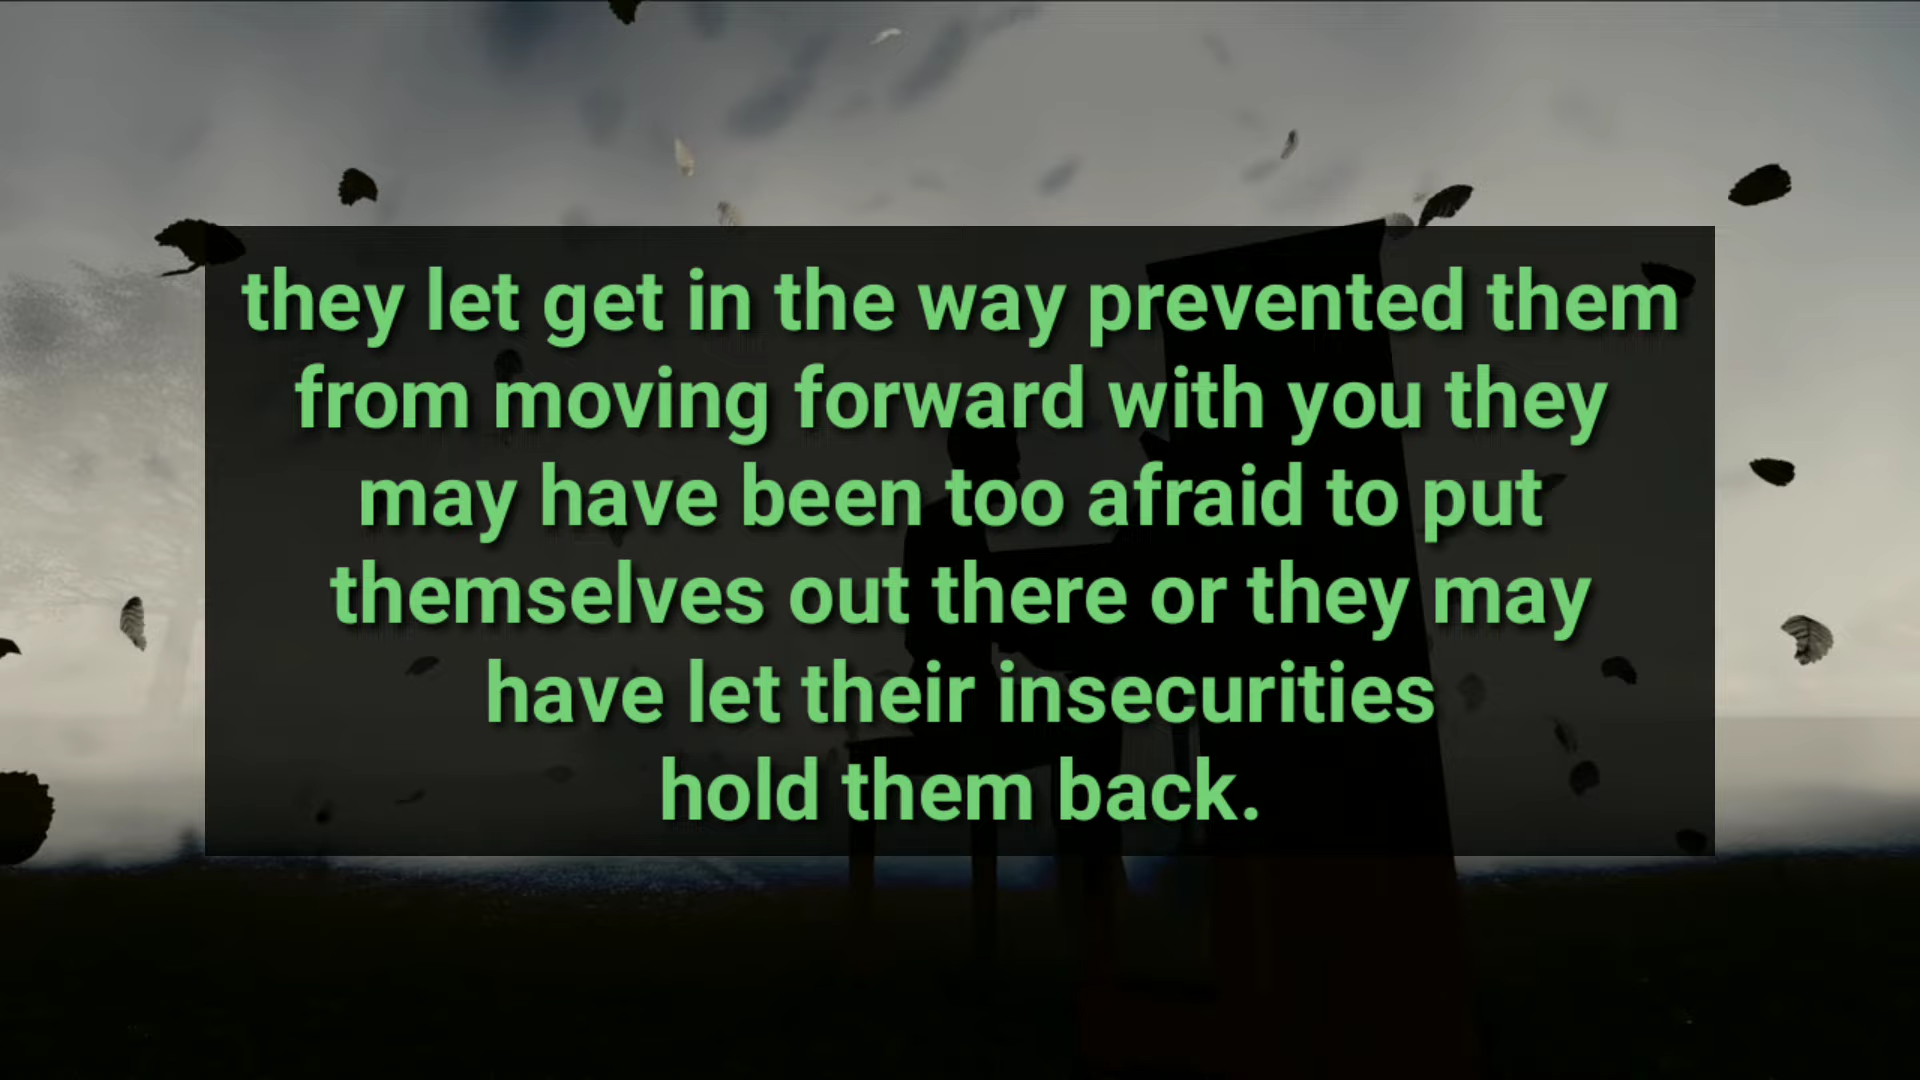 they let get in the way prevented them
from moving forward with you they
may have been too afraid to put
themselves out there or they may
have let their insecurities
hold them back.